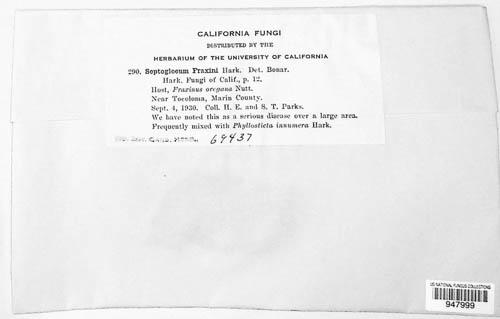 CALIFORNIA FUNGI
DISTRIBUTED BY THE
HERBARIUM OF THE UNIVERSITY OF CALIFORNIA
290. Septogloeum Fraxini Hark. Det. Bonar.
Hark. Fungi of Calif., p. 12.
Host, Fraxinus oregana Nutt.
Near Tocoloma, Marin County.
Sept. 4, 1930. Coll. H. E. and S. T. Parks.
We have noted this as a serious disease over a large area.
Frequently mixed with Phyllosticta innumera Hark.
69437
US NATIONAL FUNGUS COLLECTIONS
947999